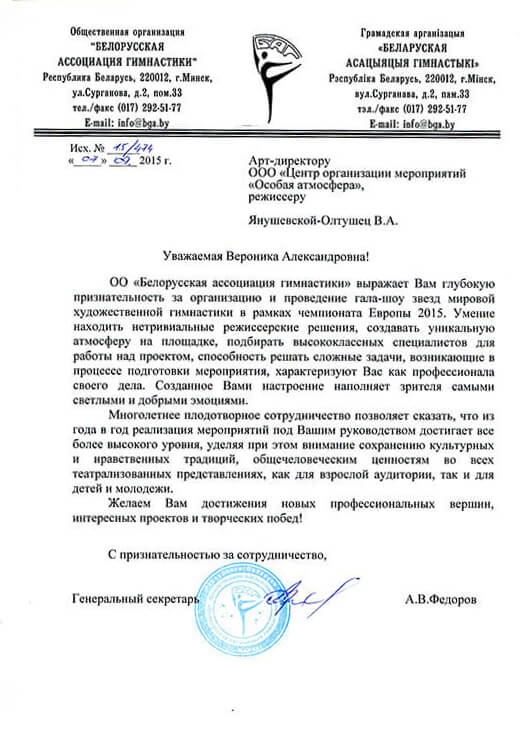 Общественная организация
"БЕЛОРУССКАЯ
АССОЦИАЦИЯ ГИМНАСТИКИ"
Республика Беларусь, 220012, г.Минск,
ул.Сурганова, д.2, пом.33
тел./факс (017) 292-51-77
E-mail: info@bga.by
БАГ
Грамадская арганізацыя
«БЕЛАРУСКАЯ
АСАЦЫЯЦЫЯ ГІМНАСТЫКІ»
Рэспубліка Беларусь, 220012, г.Мінск,
вул.Сурганава, д.2, пам.33
тэл./факс (017) 292-51-77
E-mail: info@bga.by
Исх. № 15/474
«07» 09 2015 г.
Арт-директору
ООО «Центр организации мероприятий
«Особая атмосфера»,
режиссеру
Янушевской-Олтушец В.А.
Уважаемая Вероника Александровна!
ОО «Белорусская ассоциация гимнастики» выражает Вам глубокую
признательность за организацию и проведение гала-шоу звезд мировой
художественной гимнастики в рамках чемпионата Европы 2015. Умение
находить нетривиальные режиссерские решения, создавать уникальную
атмосферу на площадке, подбирать высококлассных специалистов для
работы над проектом, способность решать сложные задачи, возникающие в
процессе подготовки мероприятия, характеризуют Вас как профессионала
своего дела. Созданное Вами настроение наполняет зрителя самыми
светлыми и добрыми эмоциями.
Многолетнее плодотворное сотрудничество позволяет сказать, что из
года в год реализация мероприятий под Вашим руководством достигает все
более высокого уровня, уделяя при этом внимание сохранению культурных
и нравственных традиций, общечеловеческим ценностям во всех
театрализованных представлениях, как для взрослой аудитории, так и для
детей и молодежи.
Желаем Вам достижения новых профессиональных вершин,
интересных проектов и творческих побед!
С признательностью за сотрудничество,
Генеральный секретарь
А.В.Федоров